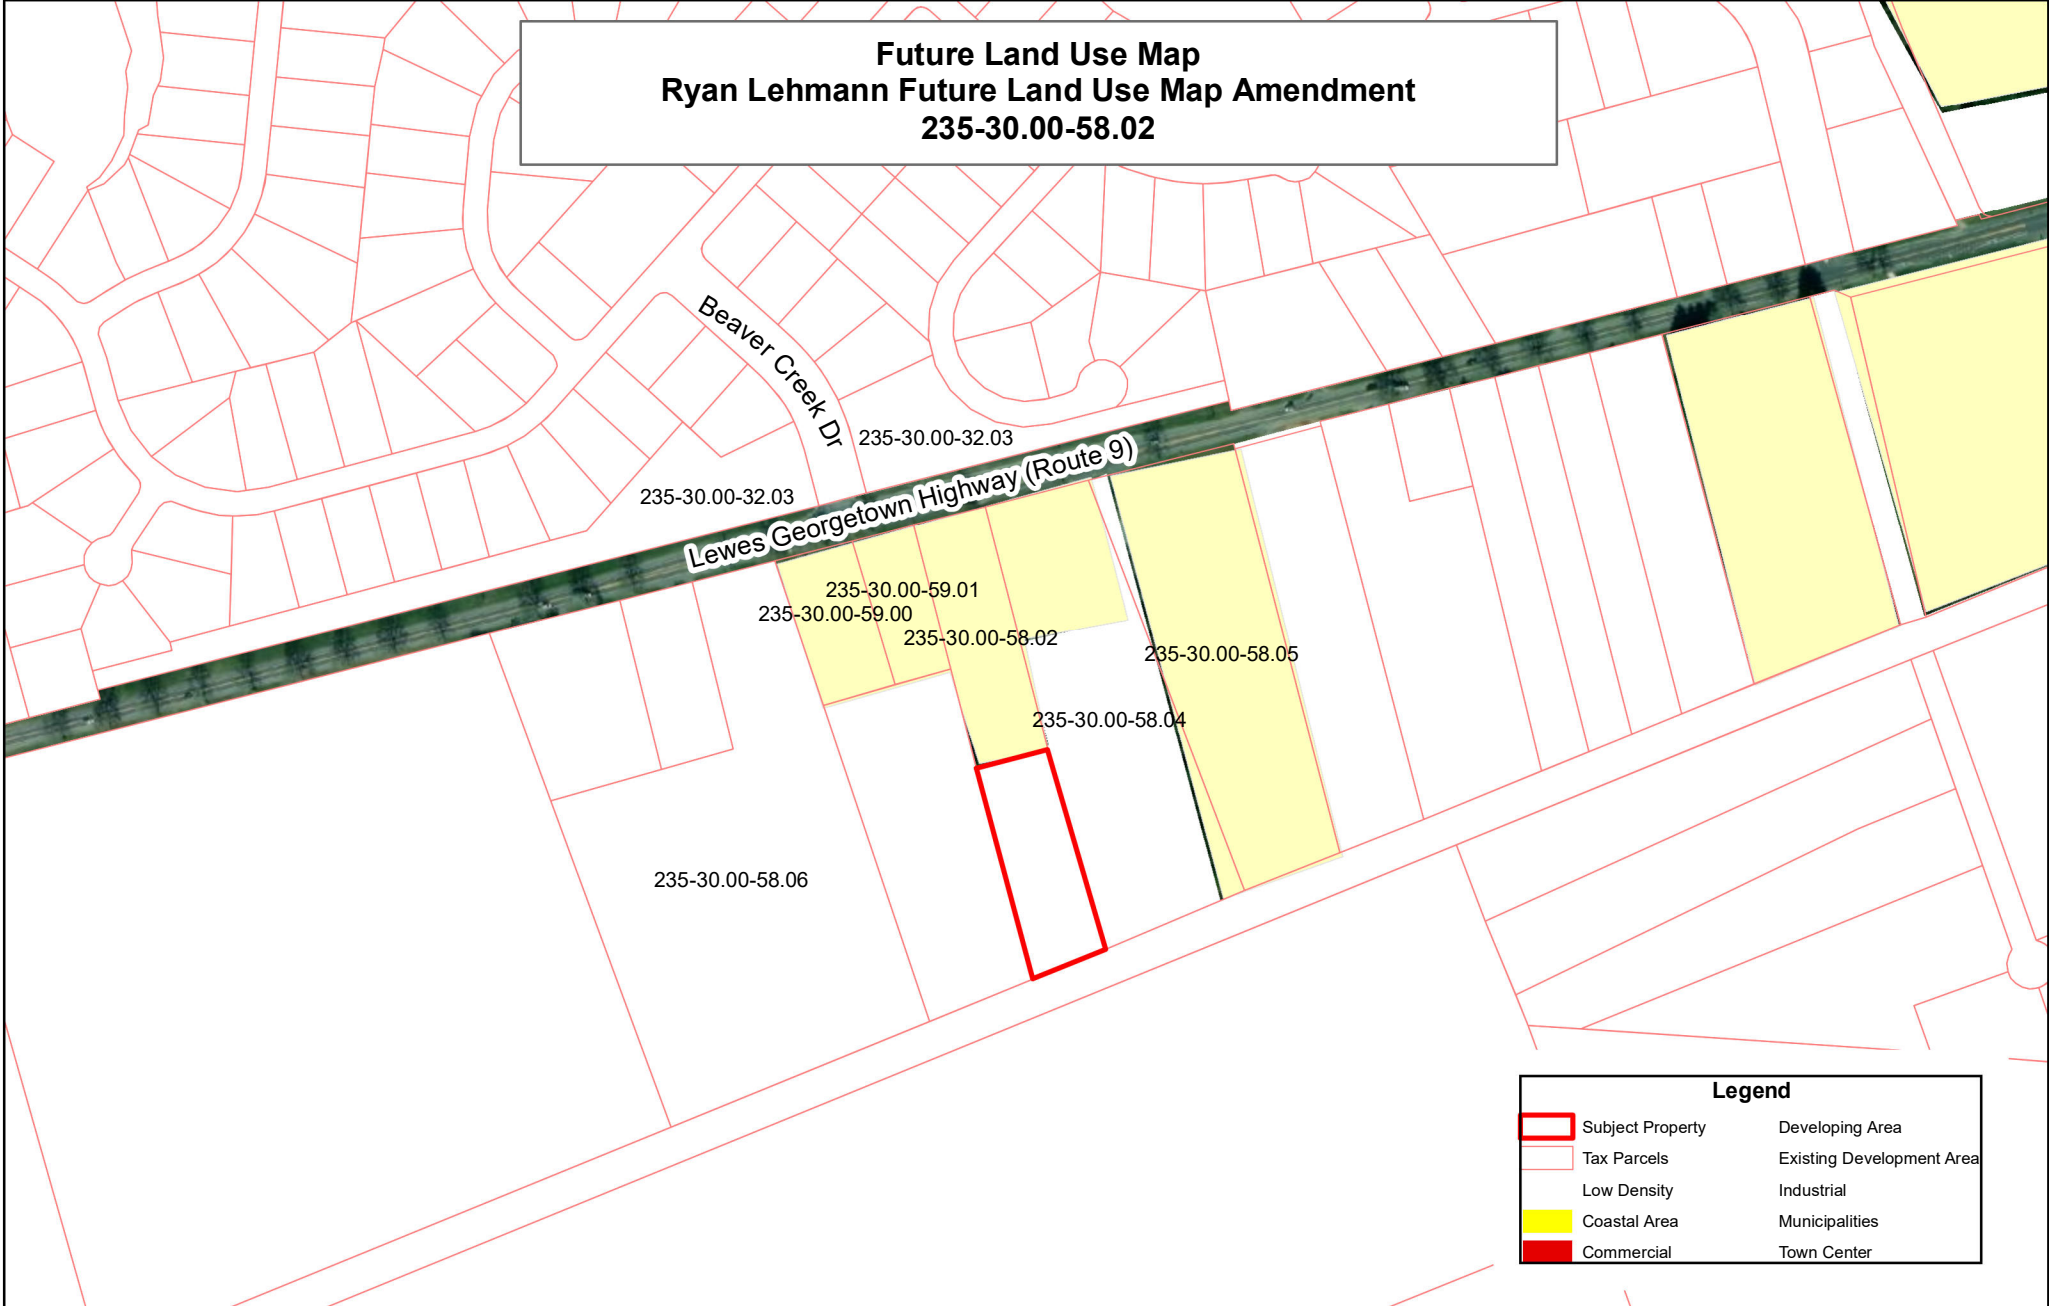 Future Land Use Map
Ryan Lehmann Future Land Use Map Amendment
235-30.00-58.02
Beaver Creek Dr
235-30.00-32.03
Lewes Georgetown Highway (Route 9)
235-30.00-32.03
235-30.00-59.01
235-30.00-59.00
235-30.00-58.02
235-30.00-58.05
235-30.00-58.04
235-30.00-58.06
Legend
Subject Property
Tax Parcels
Low Density
Coastal Area
Commercial
Developing Area
Existing Development Area
Industrial
Municipalities
Town Center